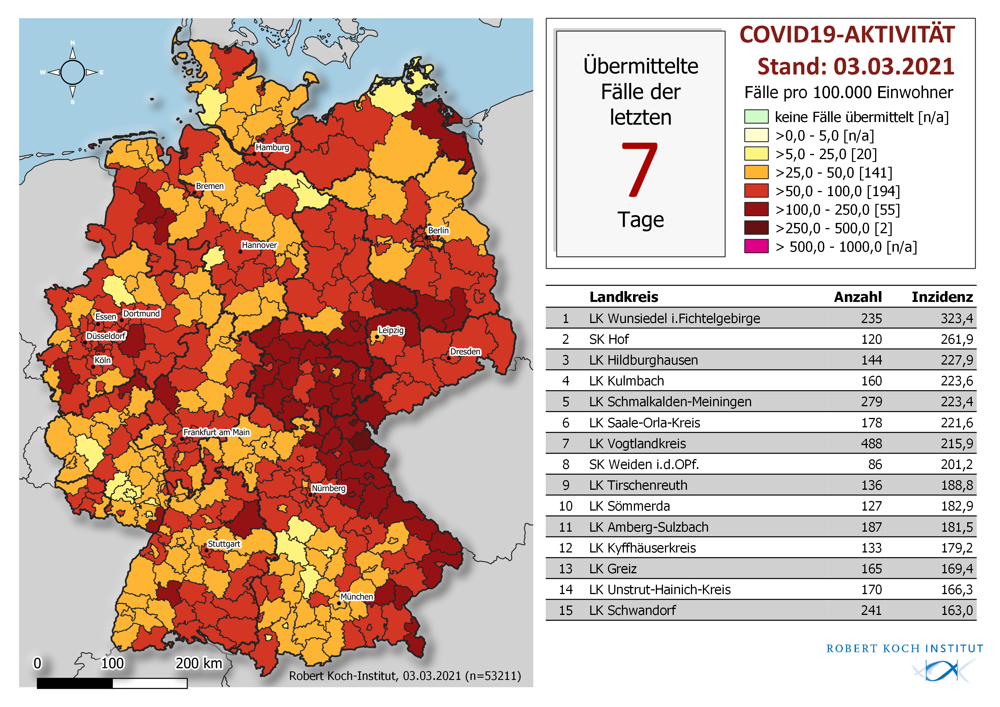 N
W E
S
Hamburg
Bremen
Berlin
Hannover
Essen Dortmund
Düsseldorf
Leipzig
Köln
Dresden
Frankfurt am Main
Nürnberg
Stuttgart
München
0 100 200 km
Robert Koch-Institut, 03.03.2021 (n=53211)
Übermittelte
Fälle der
letzten
7
Tage
COVID19-AKTIVITÄT
Stand: 03.03.2021
Fälle pro 100.000 Einwohner
keine Fälle übermittelt [n/a]
>0,0 - 5,0 [n/a]
>5,0 - 25,0 [20]
>25,0 - 50,0 [141]
>50,0 - 100,0 [194]
>100,0 - 250,0 [55]
>250,0 - 500,0 [2]
> 500,0 - 1000,0 [n/a]
Landkreis Anzahl Inzidenz
1 LK Wunsiedel i.Fichtelgebirge 235 323,4
2 SK Hof 120 261,9
3 LK Hildburghausen 144 227,9
4 LK Kulmbach 160 223,6
5 LK Schmalkalden-Meiningen 279 223,4
6 LK Saale-Orla-Kreis 178 221,6
7 LK Vogtlandkreis 488 215,9
8 SK Weiden i.d.OPf. 86 201,2
9 LK Tirschenreuth 136 188,8
10 LK Sömmerda 127 182,9
11 LK Amberg-Sulzbach 187 181,5
12 LK Kyffhäuserkreis 133 179,2
13 LK Greiz 165 169,4
14 LK Unstrut-Hainich-Kreis 170 166,3
15 LK Schwandorf 241 163,0
ROBERT KOCH INSTITUT